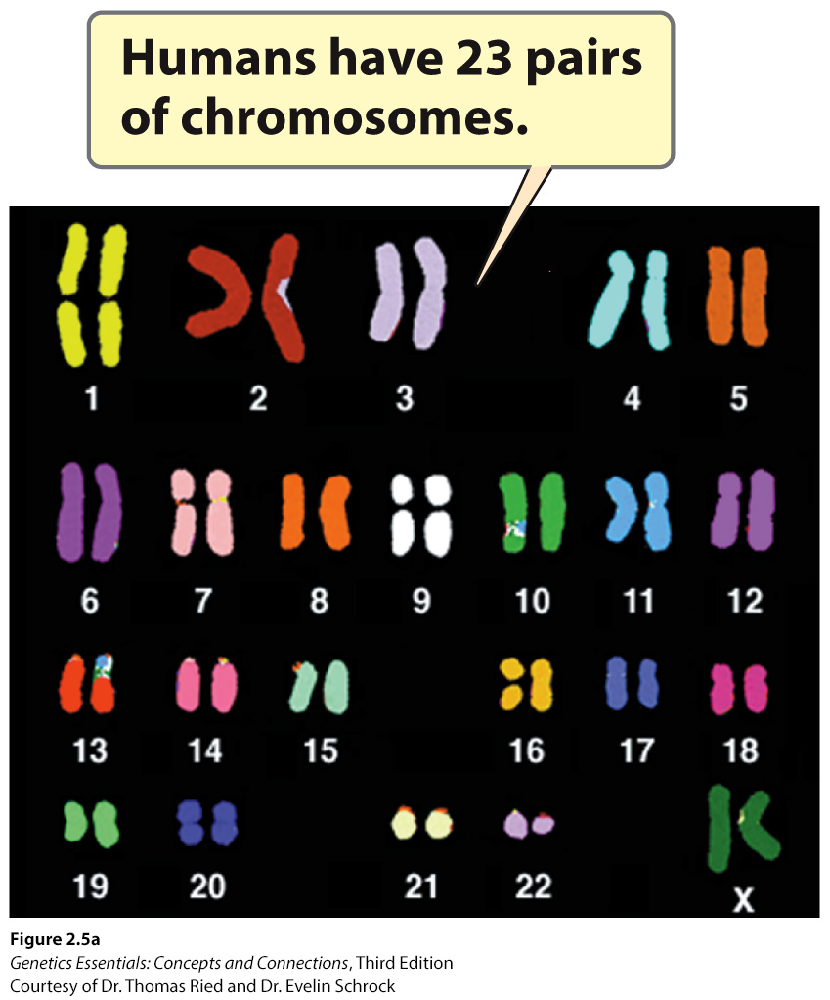 Humans have 23 pairs
of chromosomes.
1 2 3 4 5
6 7 8 9 10 11 12
13 14 15 16 17 18
19 20 21 22 X
Figure 2.5a
Genetics Essentials: Concepts and Connections, Third Edition
Courtesy of Dr. Thomas Ried and Dr. Evelin Schrock